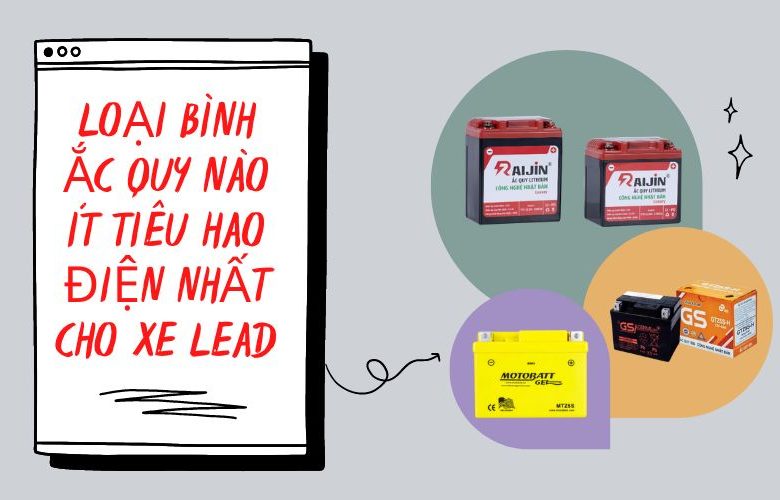 LOẠI BÌNH
ẮC QUY NÀO
ÍT TIÊU HAO
ĐIỆN NHẤT
CHO XE LEAD
RAIJIN®
ẮC QUY LITHIUM
CÔNG NGHỆ NHẬT BẢN
RAIJIN®
ẮC QUY LITHIUM
CÔNG NGHỆ NHẬT BẢN
GS
GS
GTZ5S-H
MOTOBATT
GEL
MTZ5S